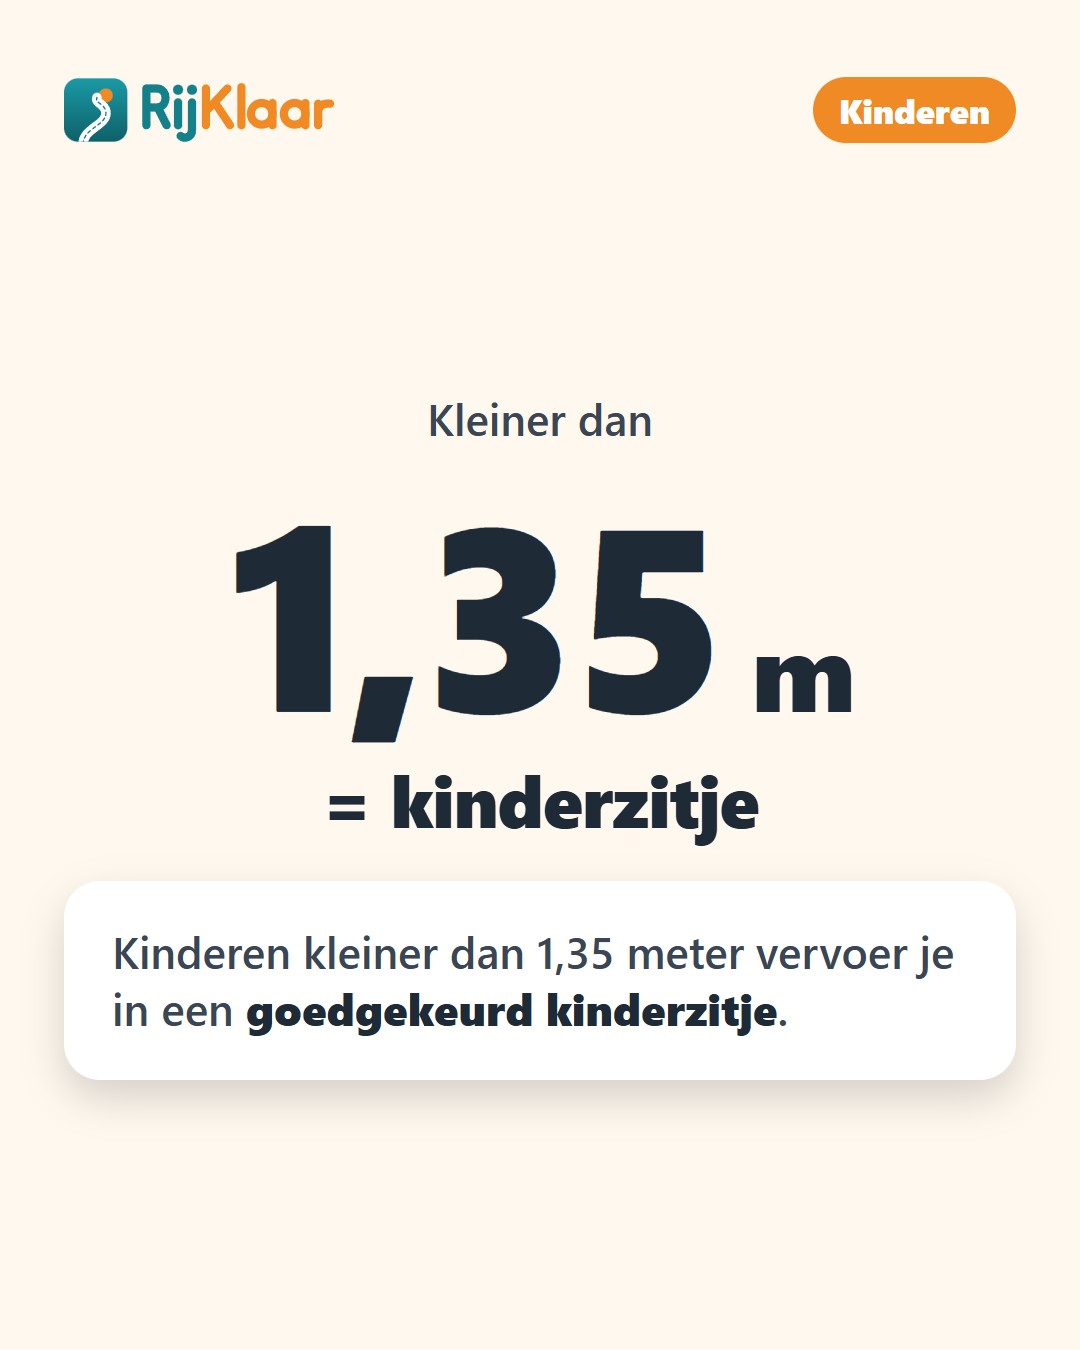 RijKlaar
Kinderen
Kleiner dan
1,35 m
= kinderzitje
Kinderen kleiner dan 1,35 meter vervoer je
in een goedgekeurd kinderzitje.